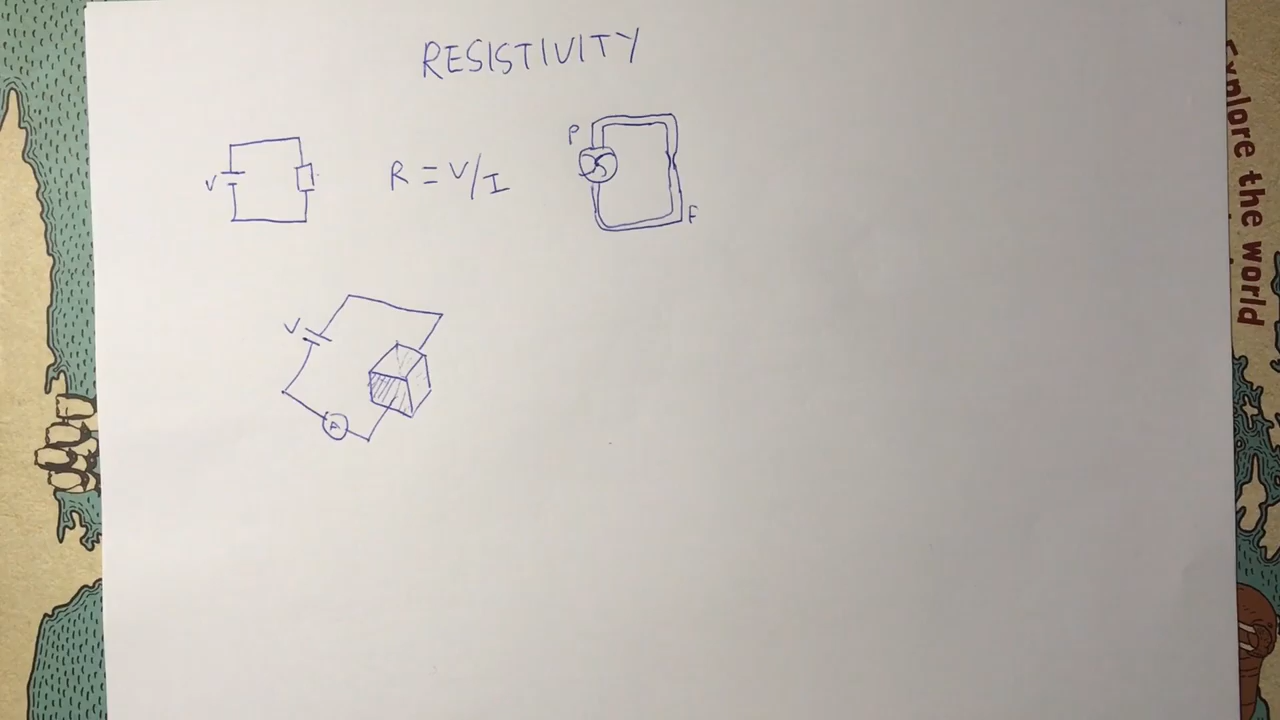 RESISTIVITY
V
R = V/I
P
F
V
A
Explore the world